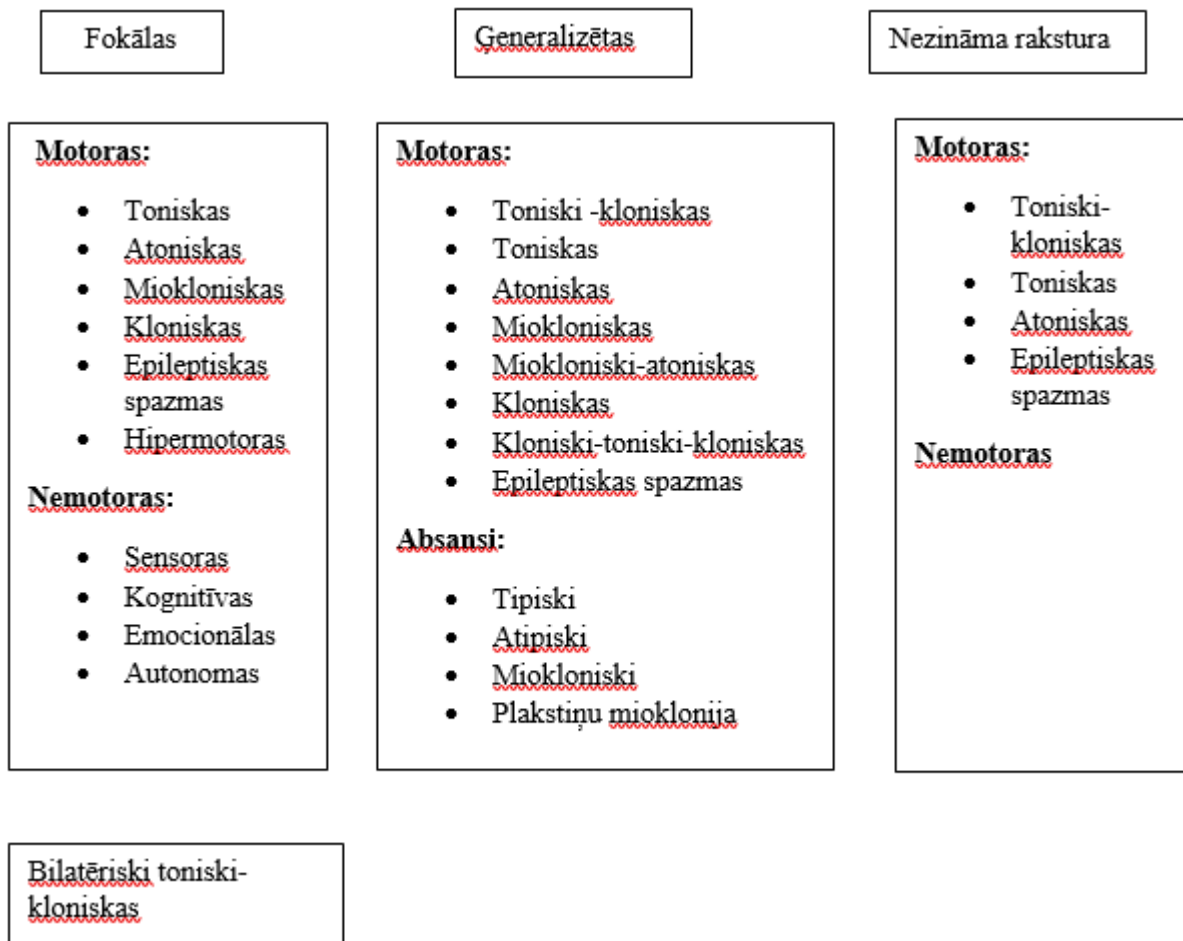 Fokālas
Ģeneralizētas
Nezināma rakstura
Motoras:
Toniskas
Atoniskas
Miokloniskas
Kloniskas
Epileptiskas
spazmas
Hipermotoras
Nemotoras:
Sensoras
Kognitīvas
Emocionālas
Autonomas
Motoras:
Toniski -kloniskas
Toniskas
Atoniskas
Miokloniskas
Miokloniski-atoniskas
Kloniskas
Kloniski-toniski-kloniskas
Epileptiskas spazmas
Absansi:
Tipiski
Atipiski
Miokloniski
Plakstiņu mioklonija
Motoras:
Toniski-
kloniskas
Toniskas
Atoniskas
Epileptiskas
spazmas
Nemotoras
Bilatēriski toniski-
kloniskas